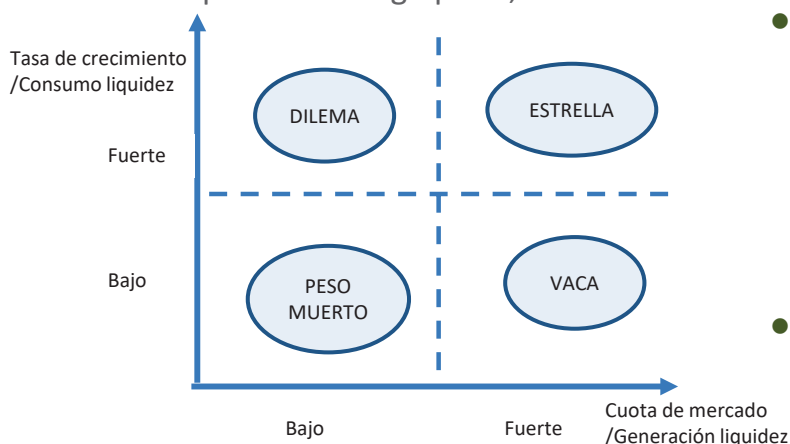 Tasa de crecimiento
/Consumo liquidez
DILEMA
ESTRELLA
Fuerte
Bajo
PESO
MUERTO
VACA
Bajo
Fuerte
Cuota de mercado
/Generación liquidez